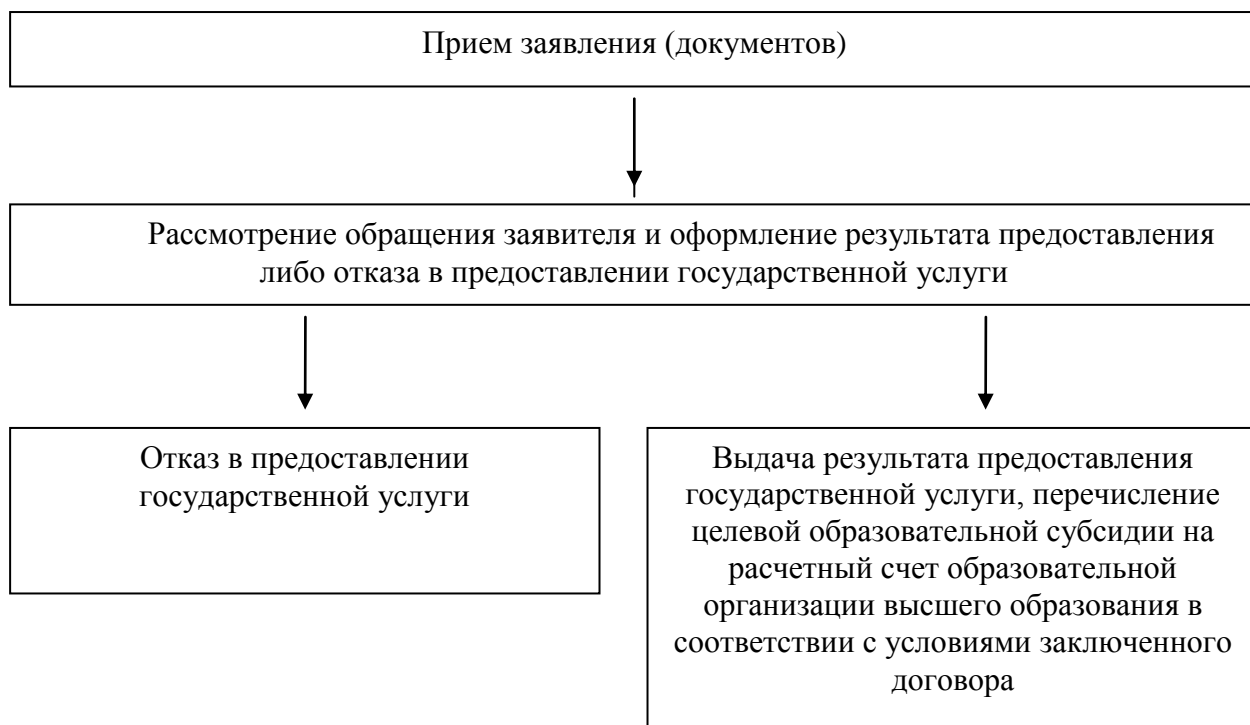 Прием заявления (документов)
Рассмотрение обращения заявителя и оформление результата предоставления
либо отказа в предоставлении государственной услуги
Отказ в предоставлении
государственной услуги
Выдача результата предоставления
государственной услуги, перечисление
целевой образовательной субсидии на
расчетный счет образовательной
организации высшего образования в
соответствии с условиями заключенного
договора